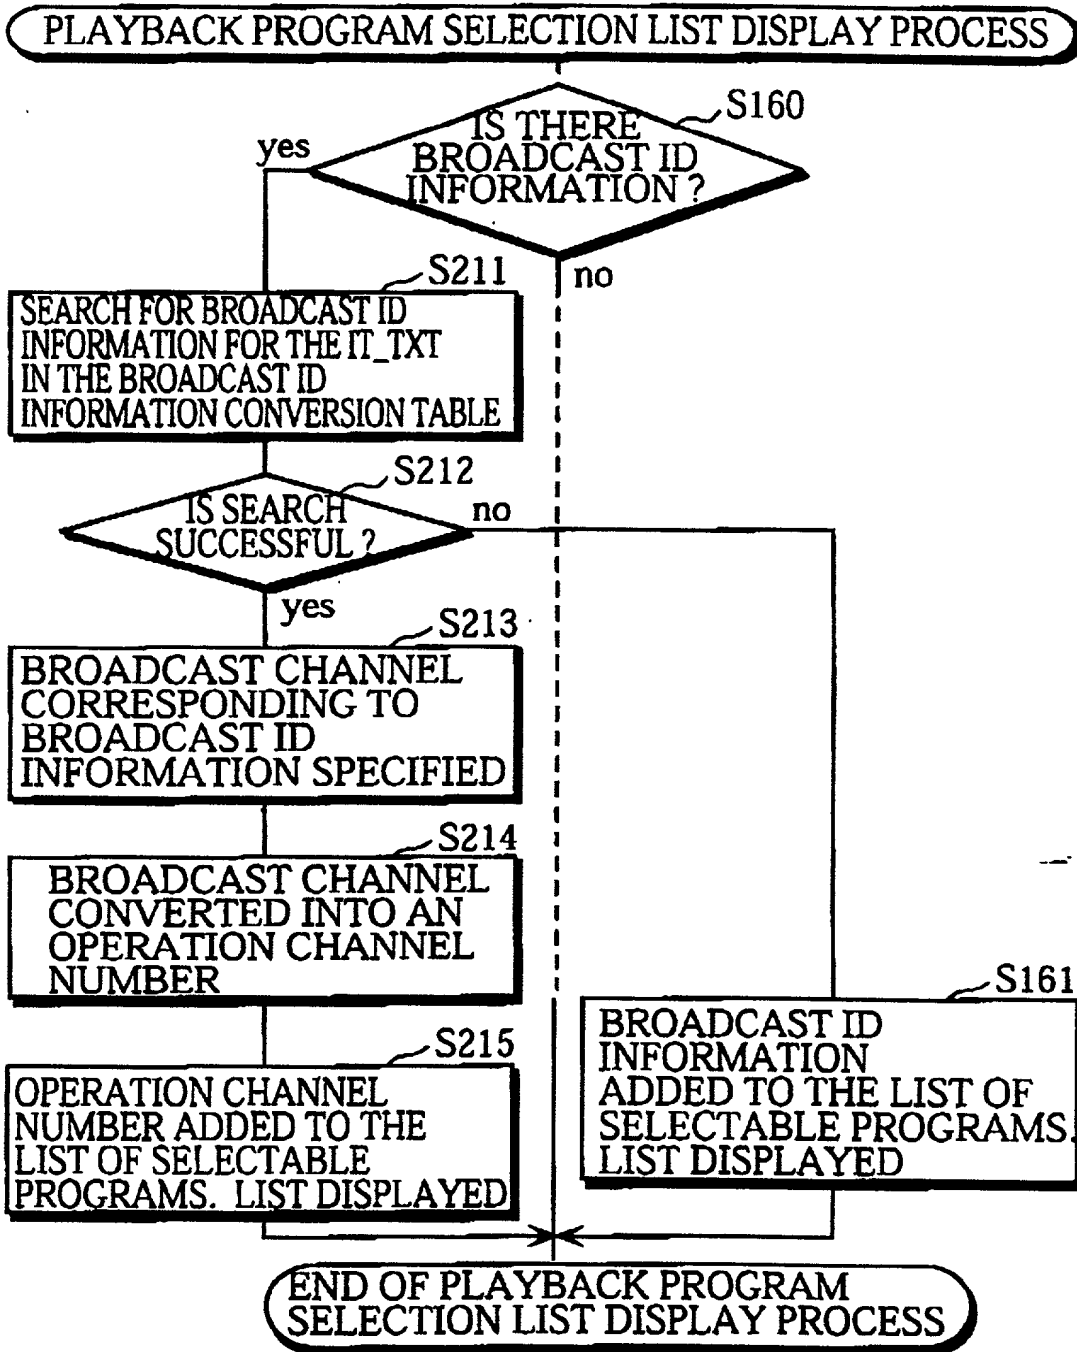 PLAYBACK PROGRAM SELECTION LIST DISPLAY PROCESS
S160
IS THERE
BROADCAST ID
INFORMATION ?
yes
no
S211
SEARCH FOR BROADCAST ID
INFORMATION FOR THE IT_TXT
IN THE BROADCAST ID
INFORMATION CONVERSION TABLE
S212
IS SEARCH
SUCCESSFUL ?
no
yes
S213
BROADCAST CHANNEL
CORRESPONDING TO
BROADCAST ID
INFORMATION SPECIFIED
S214
BROADCAST CHANNEL
CONVERTED INTO AN
OPERATION CHANNEL
NUMBER
S215
OPERATION CHANNEL
NUMBER ADDED TO THE
LIST OF SELECTABLE
PROGRAMS. LIST DISPLAYED
S161
BROADCAST ID
INFORMATION
ADDED TO THE LIST OF
SELECTABLE PROGRAMS.
LIST DISPLAYED
END OF PLAYBACK PROGRAM
SELECTION LIST DISPLAY PROCESS